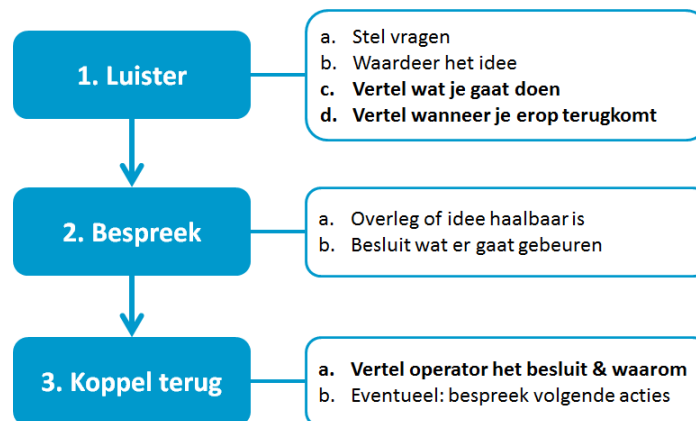 1. Luister
a. Stel vragen
b. Waardeer het idee
c. Vertel wat je gaat doen
d. Vertel wanneer je erop terugkomt
2. Bespreek
a. Overleg of idee haalbaar is
b. Besluit wat er gaat gebeuren
3. Koppel terug
a. Vertel operator het besluit & waarom
b. Eventueel: bespreek volgende acties